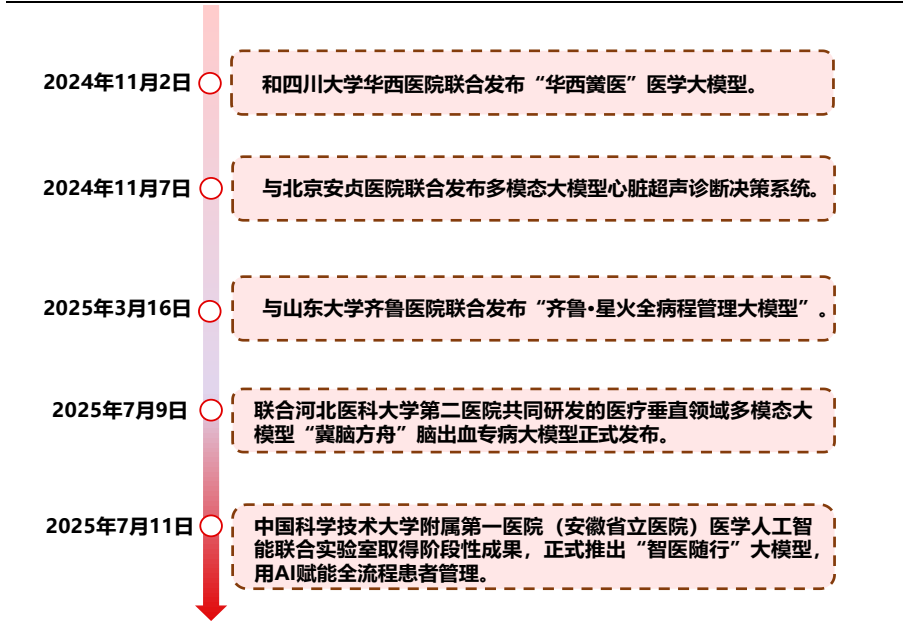 2024年11月2日
和四川大学华西医院联合发布“华西黉医”医学大模型。
2024年11月7日
与北京安贞医院联合发布多模态大模型心脏超声诊断决策系统。
2025年3月16日
与山东大学齐鲁医院联合发布“齐鲁·星火全病程管理大模型”。
2025年7月9日
联合河北医科大学第二医院共同研发的医疗垂直领域多模态大
模型“冀脑方舟”脑出血专病大模型正式发布。
2025年7月11日
中国科学技术大学附属第一医院（安徽省立医院）医学人工智
能联合实验室取得阶段性成果，正式推出“智医随行”大模型，
用AI赋能全流程患者管理。